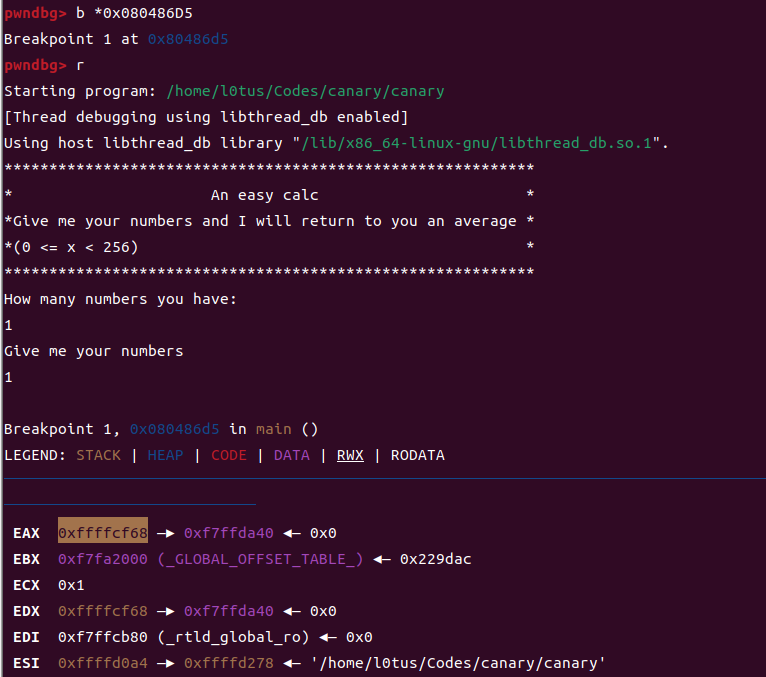 pwndbg> b *0x080486D5
Breakpoint 1 at 0x80486d5
pwndbg> r
Starting program: /home/l0tus/Codes/canary/canary
[Thread debugging using libthread_db enabled]
Using host libthread_db library "/lib/x86_64-linux-gnu/libthread_db.so.1".
***********************************************************
*                      An easy calc                       *
*Give me your numbers and I will return to you an average *
*(0 <= x < 256)                                           *
***********************************************************
How many numbers you have:
1
Give me your numbers
1
Breakpoint 1, 0x080486d5 in main ()
LEGEND: STACK | HEAP | CODE | DATA | RWX | RODATA
EAX  0xffffcf68 —▸ 0xf7ffda40 ◂— 0x0
EBX  0xf7fa2000 (_GLOBAL_OFFSET_TABLE_) ◂— 0x229dac
ECX  0x1
EDX  0xffffcf68 —▸ 0xf7ffda40 ◂— 0x0
EDI  0xf7ffcb80 (_rtld_global_ro) ◂— 0x0
ESI  0xffffd0a4 —▸ 0xffffd278 ◂— '/home/l0tus/Codes/canary/canary'